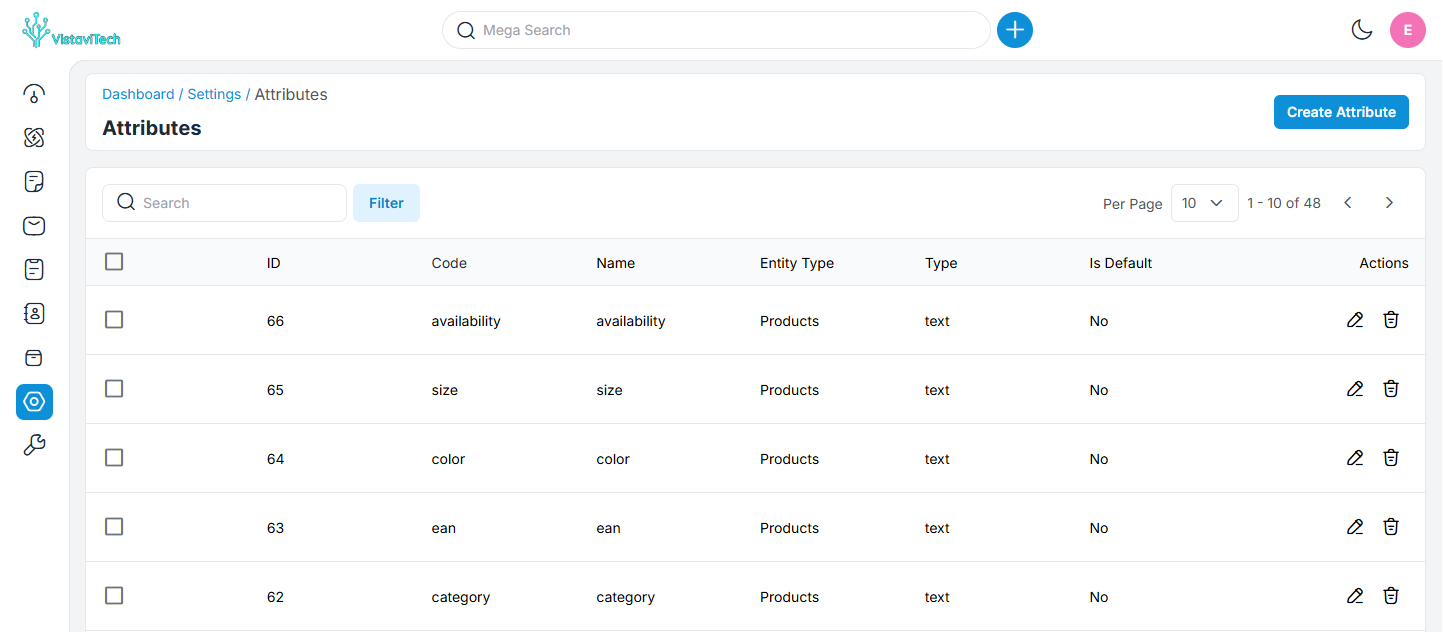 VistaviTech
Mega Search
E
Dashboard / Settings / Attributes
Attributes
Create Attribute
Search
Filter
Per Page
10
1 - 10 of 48
ID Code Name Entity Type Type Is Default Actions
66 availability availability Products text No
65 size size Products text No
64 color color Products text No
63 ean ean Products text No
62 category category Products text No